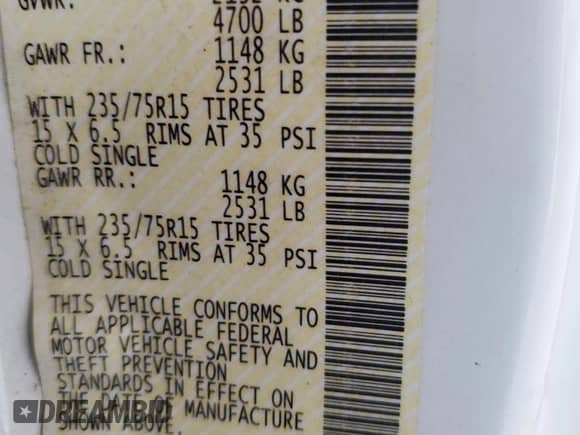 GVWR: 2132 KG
4700 LB
GAWR FR.: 1148 KG
2531 LB
WITH 235/75R15 TIRES
15 X 6.5 RIMS AT 35 PSI
COLD SINGLE
GAWR RR.: 1148 KG
2531 LB
WITH 235/75R15 TIRES
15 X 6.5 RIMS AT 35 PSI
COLD SINGLE
THIS VEHICLE CONFORMS TO
ALL APPLICABLE FEDERAL
MOTOR VEHICLE SAFETY AND
THEFT PREVENTION
STANDARDS IN EFFECT ON
THE DATE OF MANUFACTURE
SHOWN ABOVE.
DREAMBID